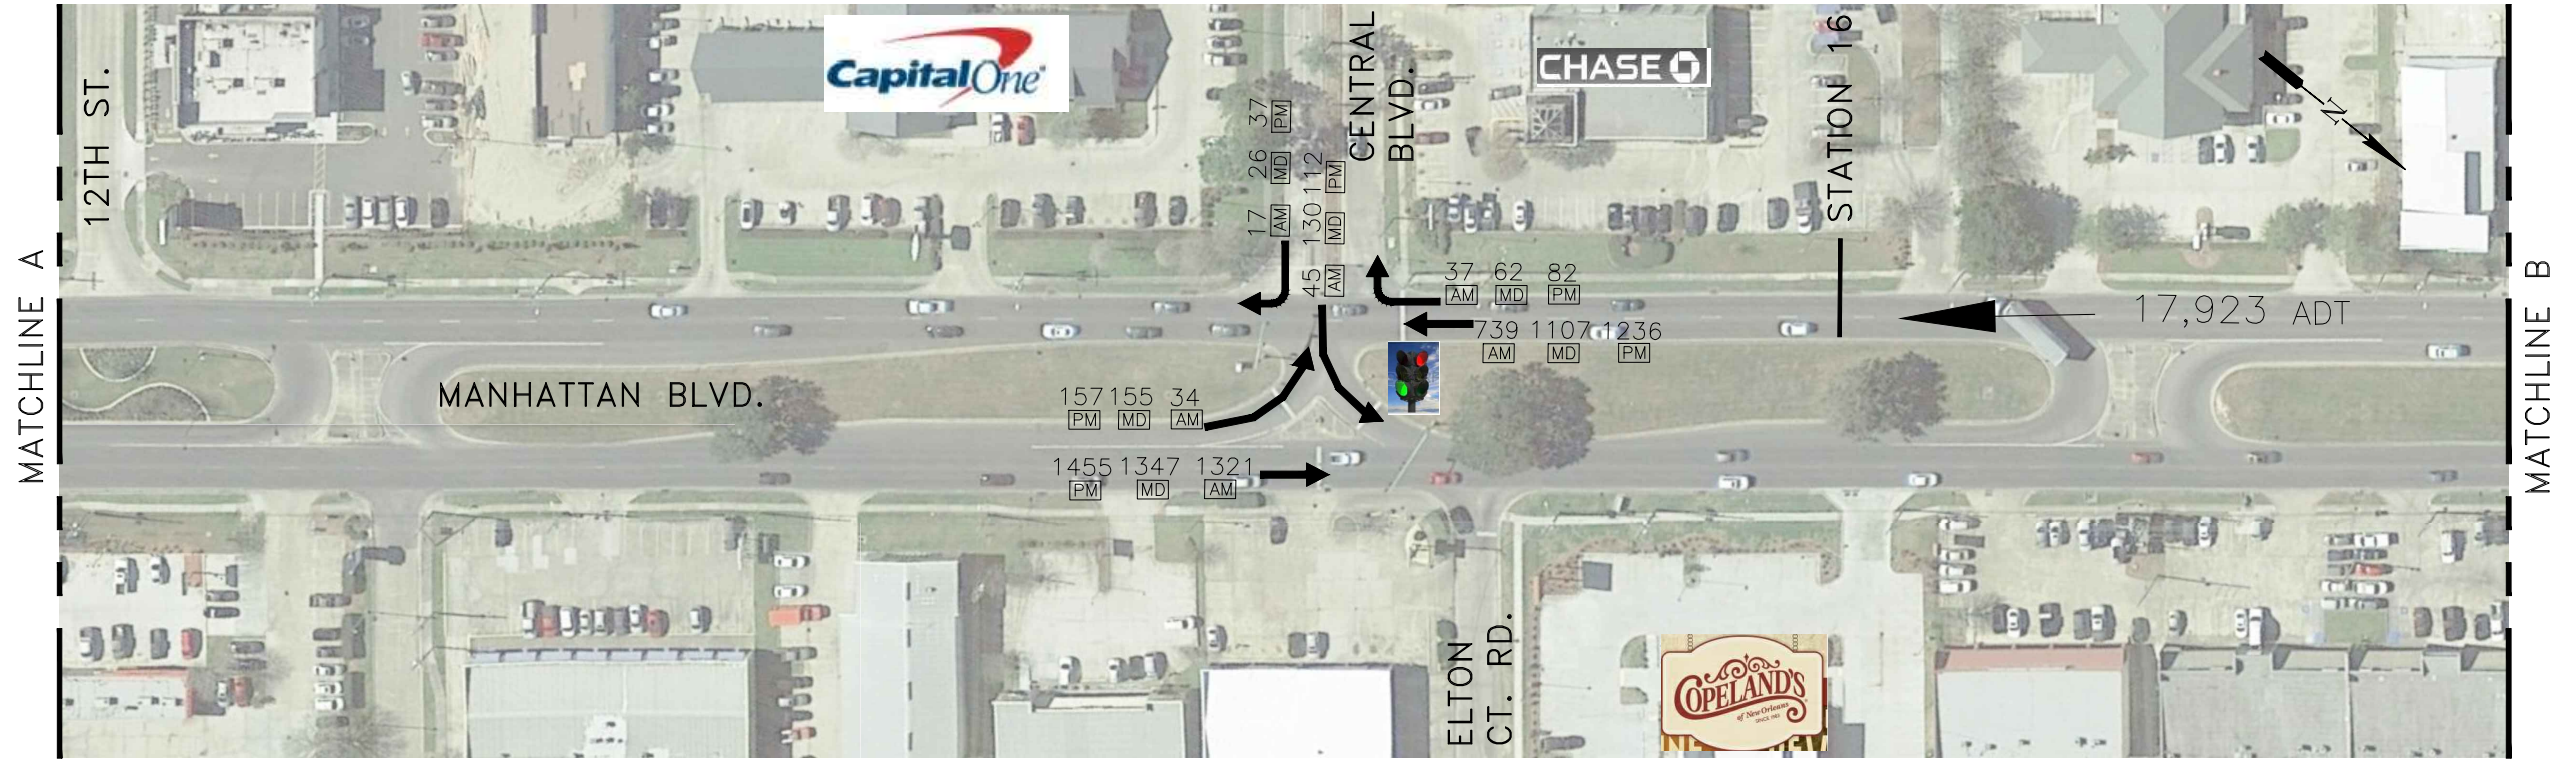 MATCHLINE A
12TH ST.
CapitalOne
CENTRAL
BLVD.
CHASE
STATION 16
N
37
PM
26
MD
17
AM
112
PM
130
MD
45
AM
37 62 82
AM MD PM
739 1107 1236
AM MD PM
17,923 ADT
MANHATTAN BLVD.
157 155 34
PM MD AM
1455 1347 1321
PM MD AM
ELTON
CT. RD.
COPELAND'S
of New Orleans
SINCE 1983
MATCHLINE B